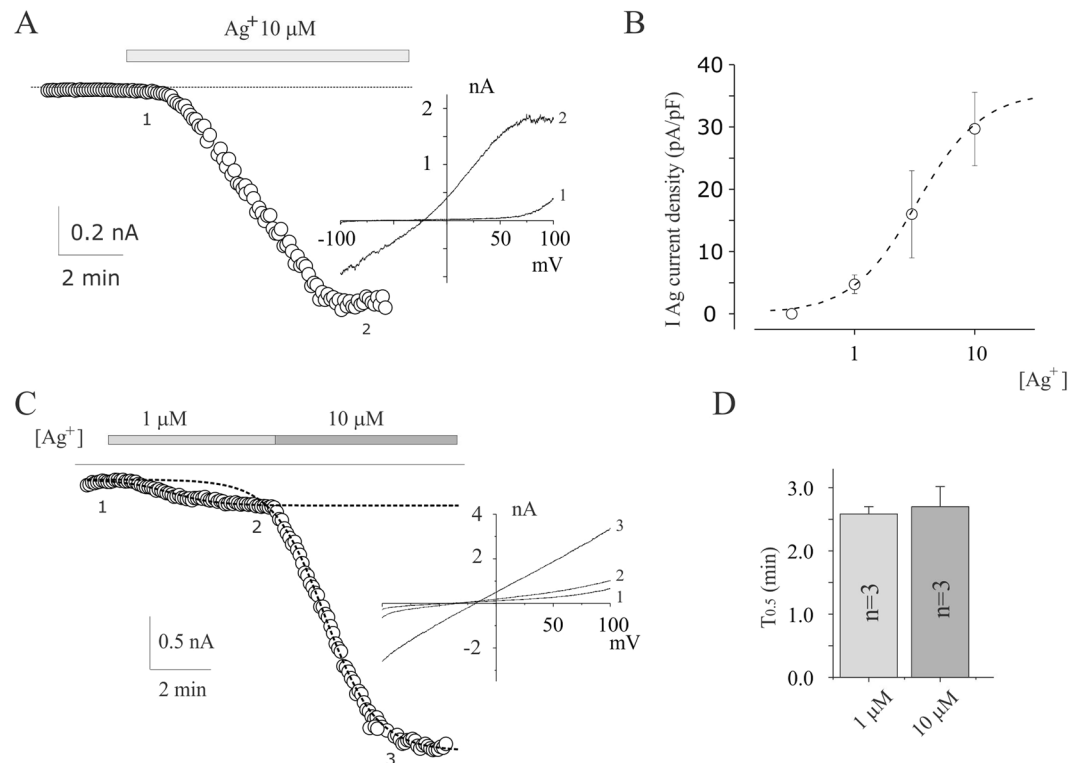 A
Ag+ 10 µM
1
2
0.2 nA
2 min
nA
2
1
2
1
-100
50
100
mV
B
I Ag current density (pA/pF)
40
30
20
10
0
1
10
[Ag+]
C
[Ag+]
1 µM
10 µM
1
2
3
0.5 nA
2 min
nA
4
2
-2
3
2
1
50
100
mV
D
T0.5 (min)
3.0
2.0
1.0
0.0
n=3
n=3
1 µM
10 µM